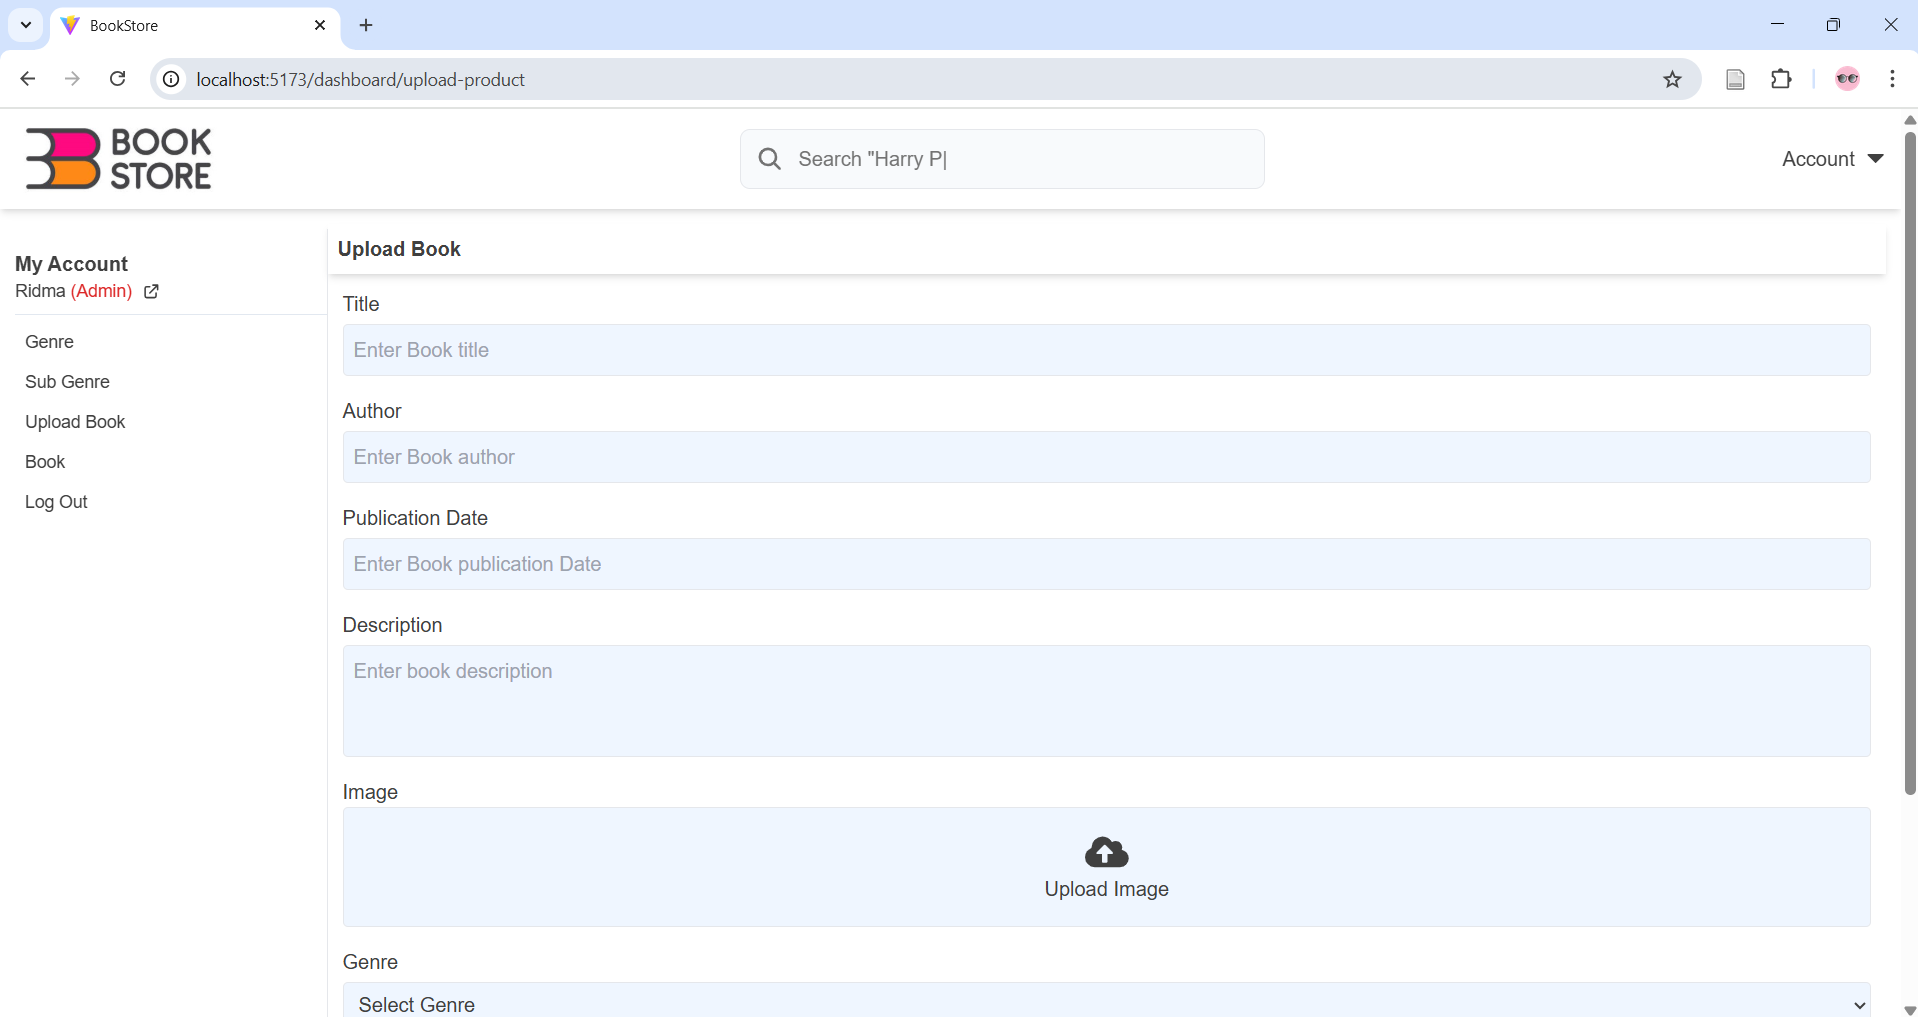 BookStore
localhost:5173/dashboard/upload-product
BOOK
STORE
Search "Harry P|
Account
My Account
Ridma (Admin)
Genre
Sub Genre
Upload Book
Book
Log Out
Upload Book
Title
Enter Book title
Author
Enter Book author
Publication Date
Enter Book publication Date
Description
Enter book description
Image
Upload Image
Genre
Select Genre